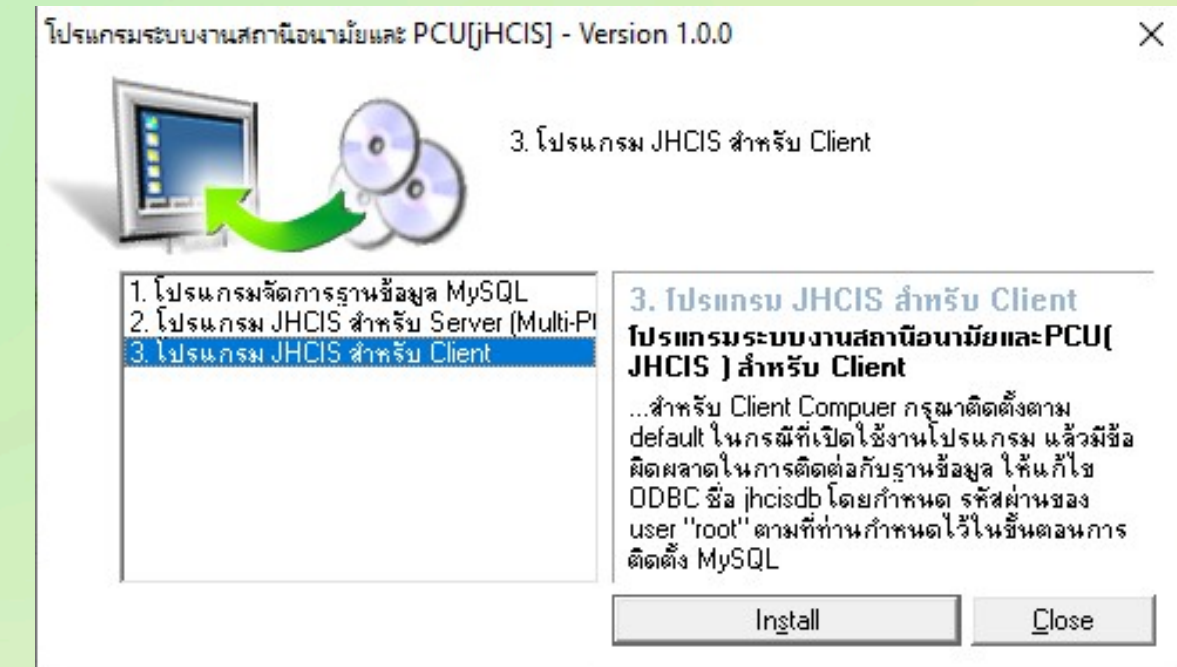 โปรแกรมระบบงานสถานีอนามัยและ PCU[jHCIS] - Version 1.0.0
3. โปรแกรม JHCIS สำหรับ Client
1. โปรแกรมจัดการฐานข้อมูล MySQL
2. โปรแกรม JHCIS สำหรับ Server (Multi-Pl
3. โปรแกรม JHCIS สำหรับ Client
3. โปรแกรม JHCIS สำหรับ Client
โปรแกรมระบบงานสถานีอนามัยและPCU(
JHCIS ) สำหรับ Client
...สำหรับ Client Compuer กรุณาติดตั้งตาม
default ในกรณีที่เปิดใช้งานโปรแกรม แล้วมีข้อ
ผิดผลาดในการติดต่อกับฐานข้อมูล ให้แก้ไข
ODBC ชื่อ jhcisdb โดยกำหนด รหัสผ่านของ
user "root" ตามที่ท่านกำหนดไว้ในขั้นตอนการ
ติดตั้ง MySQL
Install
Close